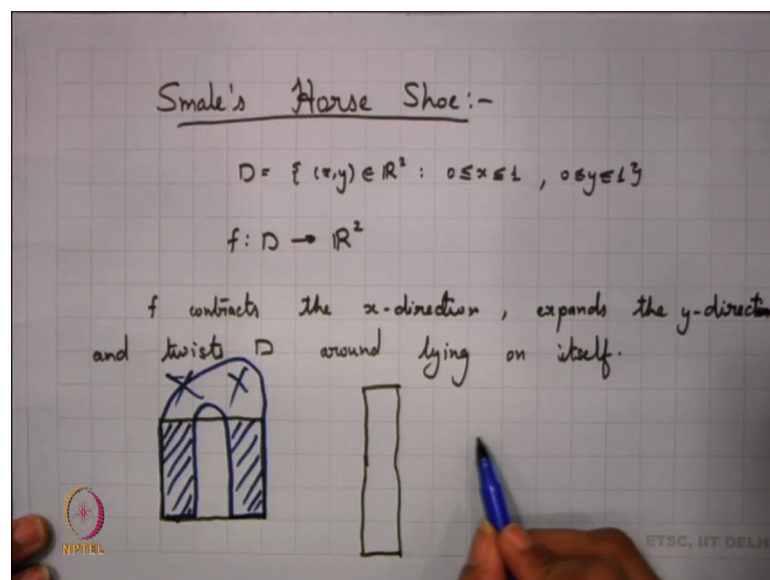 Smale's Horse Shoe:-
D = { (x,y) ∈ ℝ² : 0 ≤ x ≤ 1 , 0 ≤ y ≤ 1 }
f : D → ℝ²
f contracts the x-direction, expands the y-direction
and twists D around lying on itself.
NPTEL
ETSC, IIT DELH